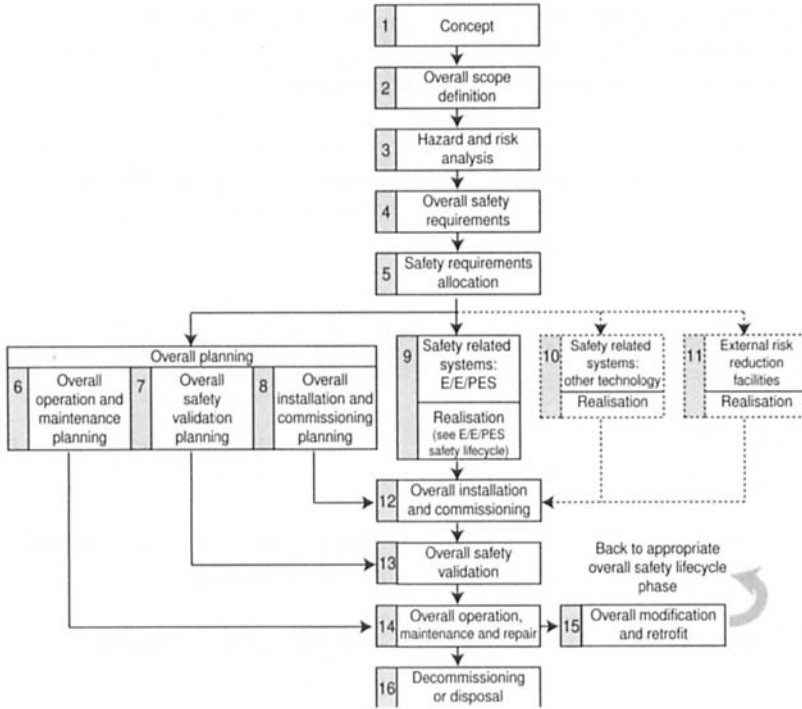 1
Concept
2
Overall scope
definition
3
Hazard and risk
analysis
4
Overall safety
requirements
5
Safety requirements
allocation
Overall planning
6
Overall
operation and
maintenance
planning
7
Overall
safety
validation
planning
8
Overall
installation and
commissioning
planning
9
Safety related
systems:
E/E/PES
Realisation
(see E/E/PES
safety lifecycle)
10
Safety related
systems:
other technology
Realisation
11
External risk
reduction
facilities
Realisation
12
Overall installation
and commissioning
13
Overall safety
validation
Back to appropriate
overall safety lifecycle
phase
14
Overall operation,
maintenance and repair
15
Overall modification
and retrofit
16
Decommissioning
or disposal